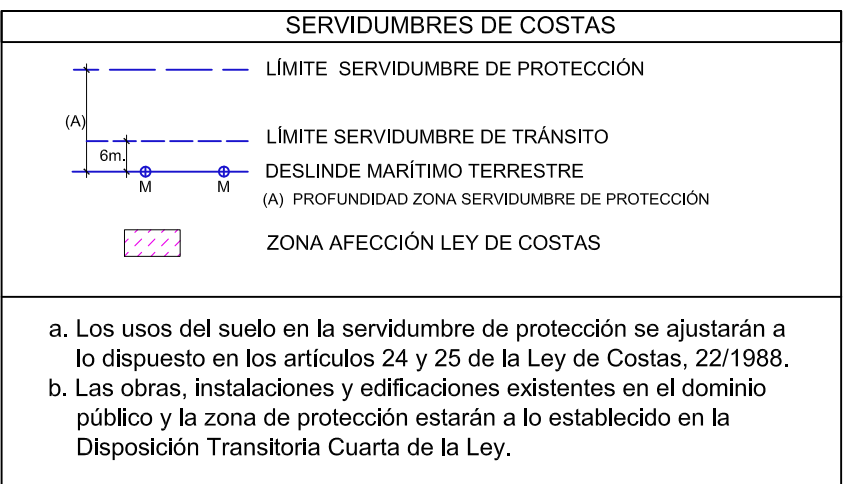 SERVIDUMBRES DE COSTAS
LÍMITE SERVIDUMBRE DE PROTECCIÓN
(A)
LÍMITE SERVIDUMBRE DE TRÁNSITO
6m.
DESLINDE MARÍTIMO TERRESTRE
M M
(A) PROFUNDIDAD ZONA SERVIDUMBRE DE PROTECCIÓN
ZONA AFECCIÓN LEY DE COSTAS
a. Los usos del suelo en la servidumbre de protección se ajustarán a
lo dispuesto en los artículos 24 y 25 de la Ley de Costas, 22/1988.
b. Las obras, instalaciones y edificaciones existentes en el dominio
público y la zona de protección estarán a lo establecido en la
Disposición Transitoria Cuarta de la Ley.